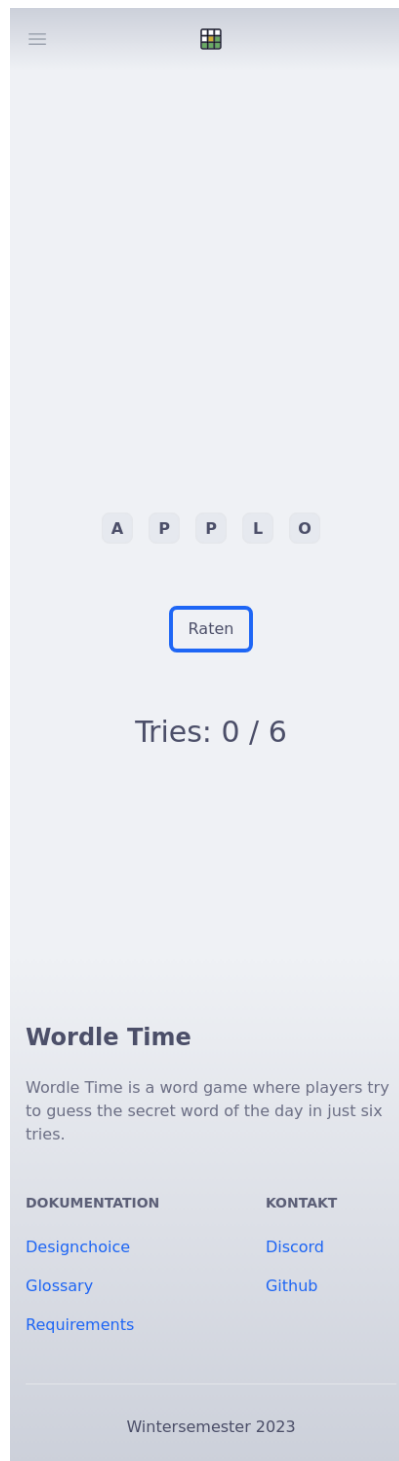 A P P L O
Raten
Tries: 0 / 6
Wordle Time
Wordle Time is a word game where players try
to guess the secret word of the day in just six
tries.
DOKUMENTATION KONTAKT
Designchoice Discord
Glossary Github
Requirements
Wintersemester 2023